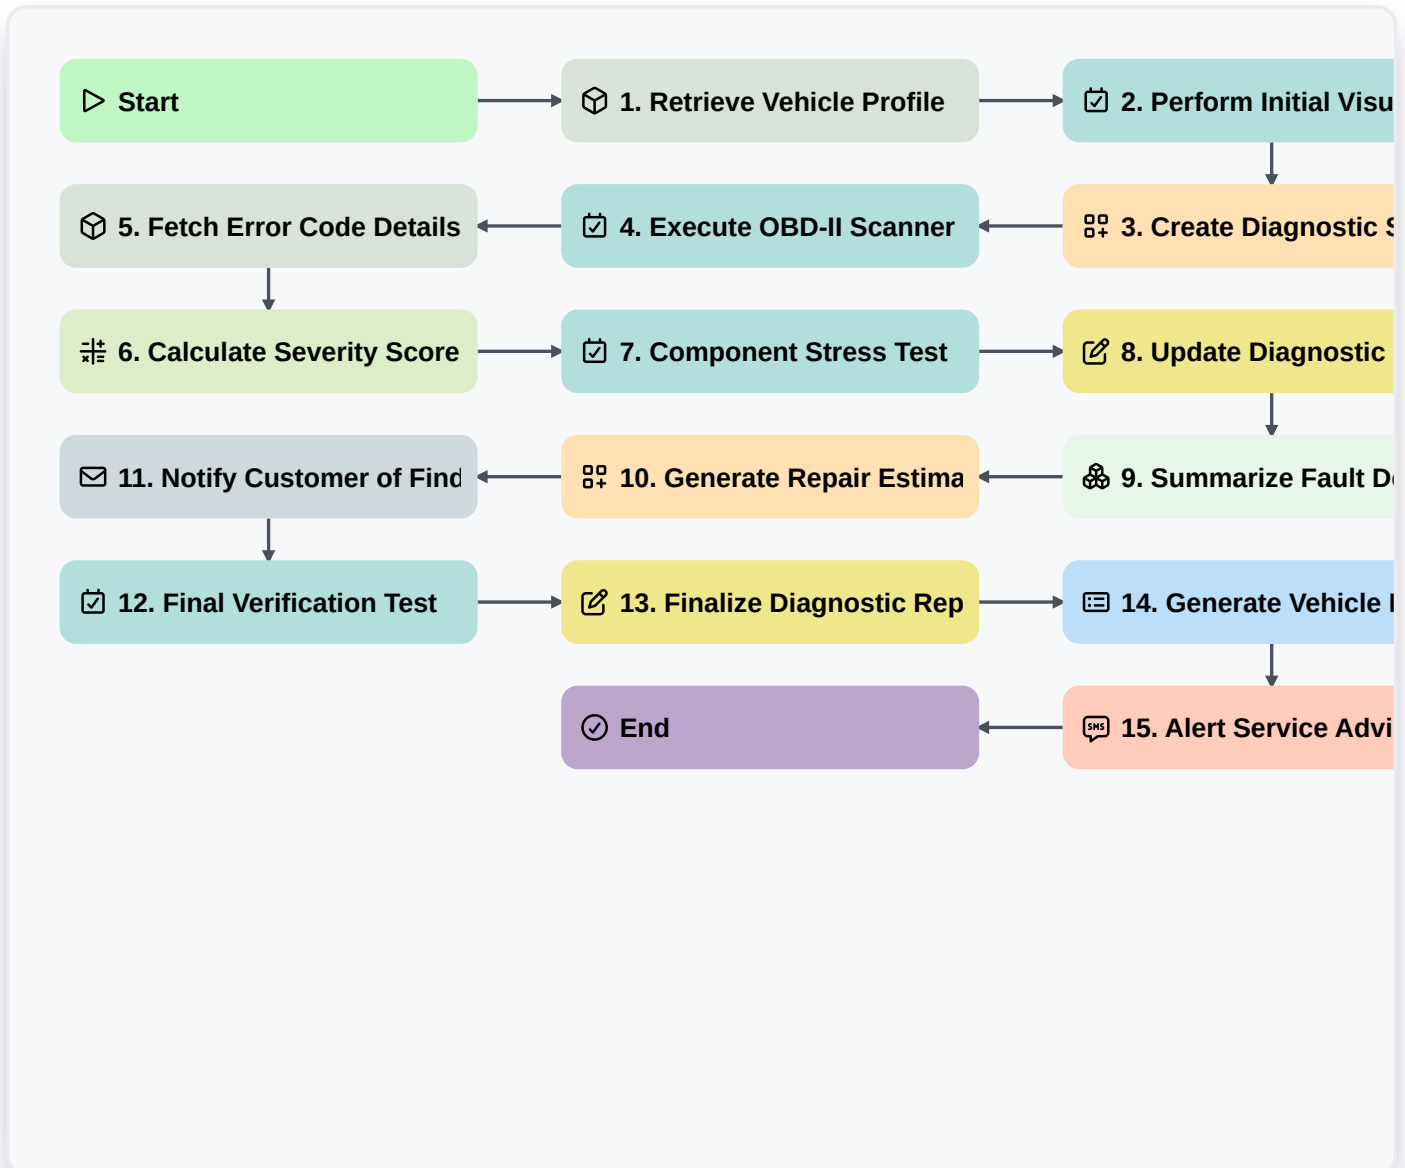 Start
1. Retrieve Vehicle Profile
2. Perform Initial Visu
3. Create Diagnostic
4. Execute OBD-II Scanner
5. Fetch Error Code Details
6. Calculate Severity Score
7. Component Stress Test
8. Update Diagnostic
9. Summarize Fault
10. Generate Repair Estima
11. Notify Customer of Find
12. Final Verification Test
13. Finalize Diagnostic Rep
14. Generate Vehicle
15. Alert Service Advi
SMS
End